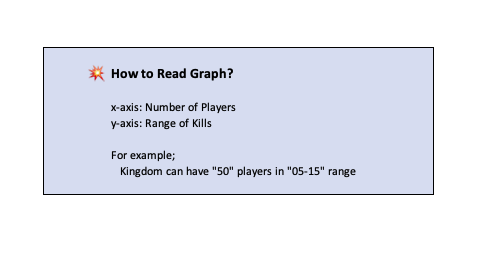 How to Read Graph?
x-axis: Number of Players
y-axis: Range of Kills
For example;
Kingdom can have "50" players in "05-15" range